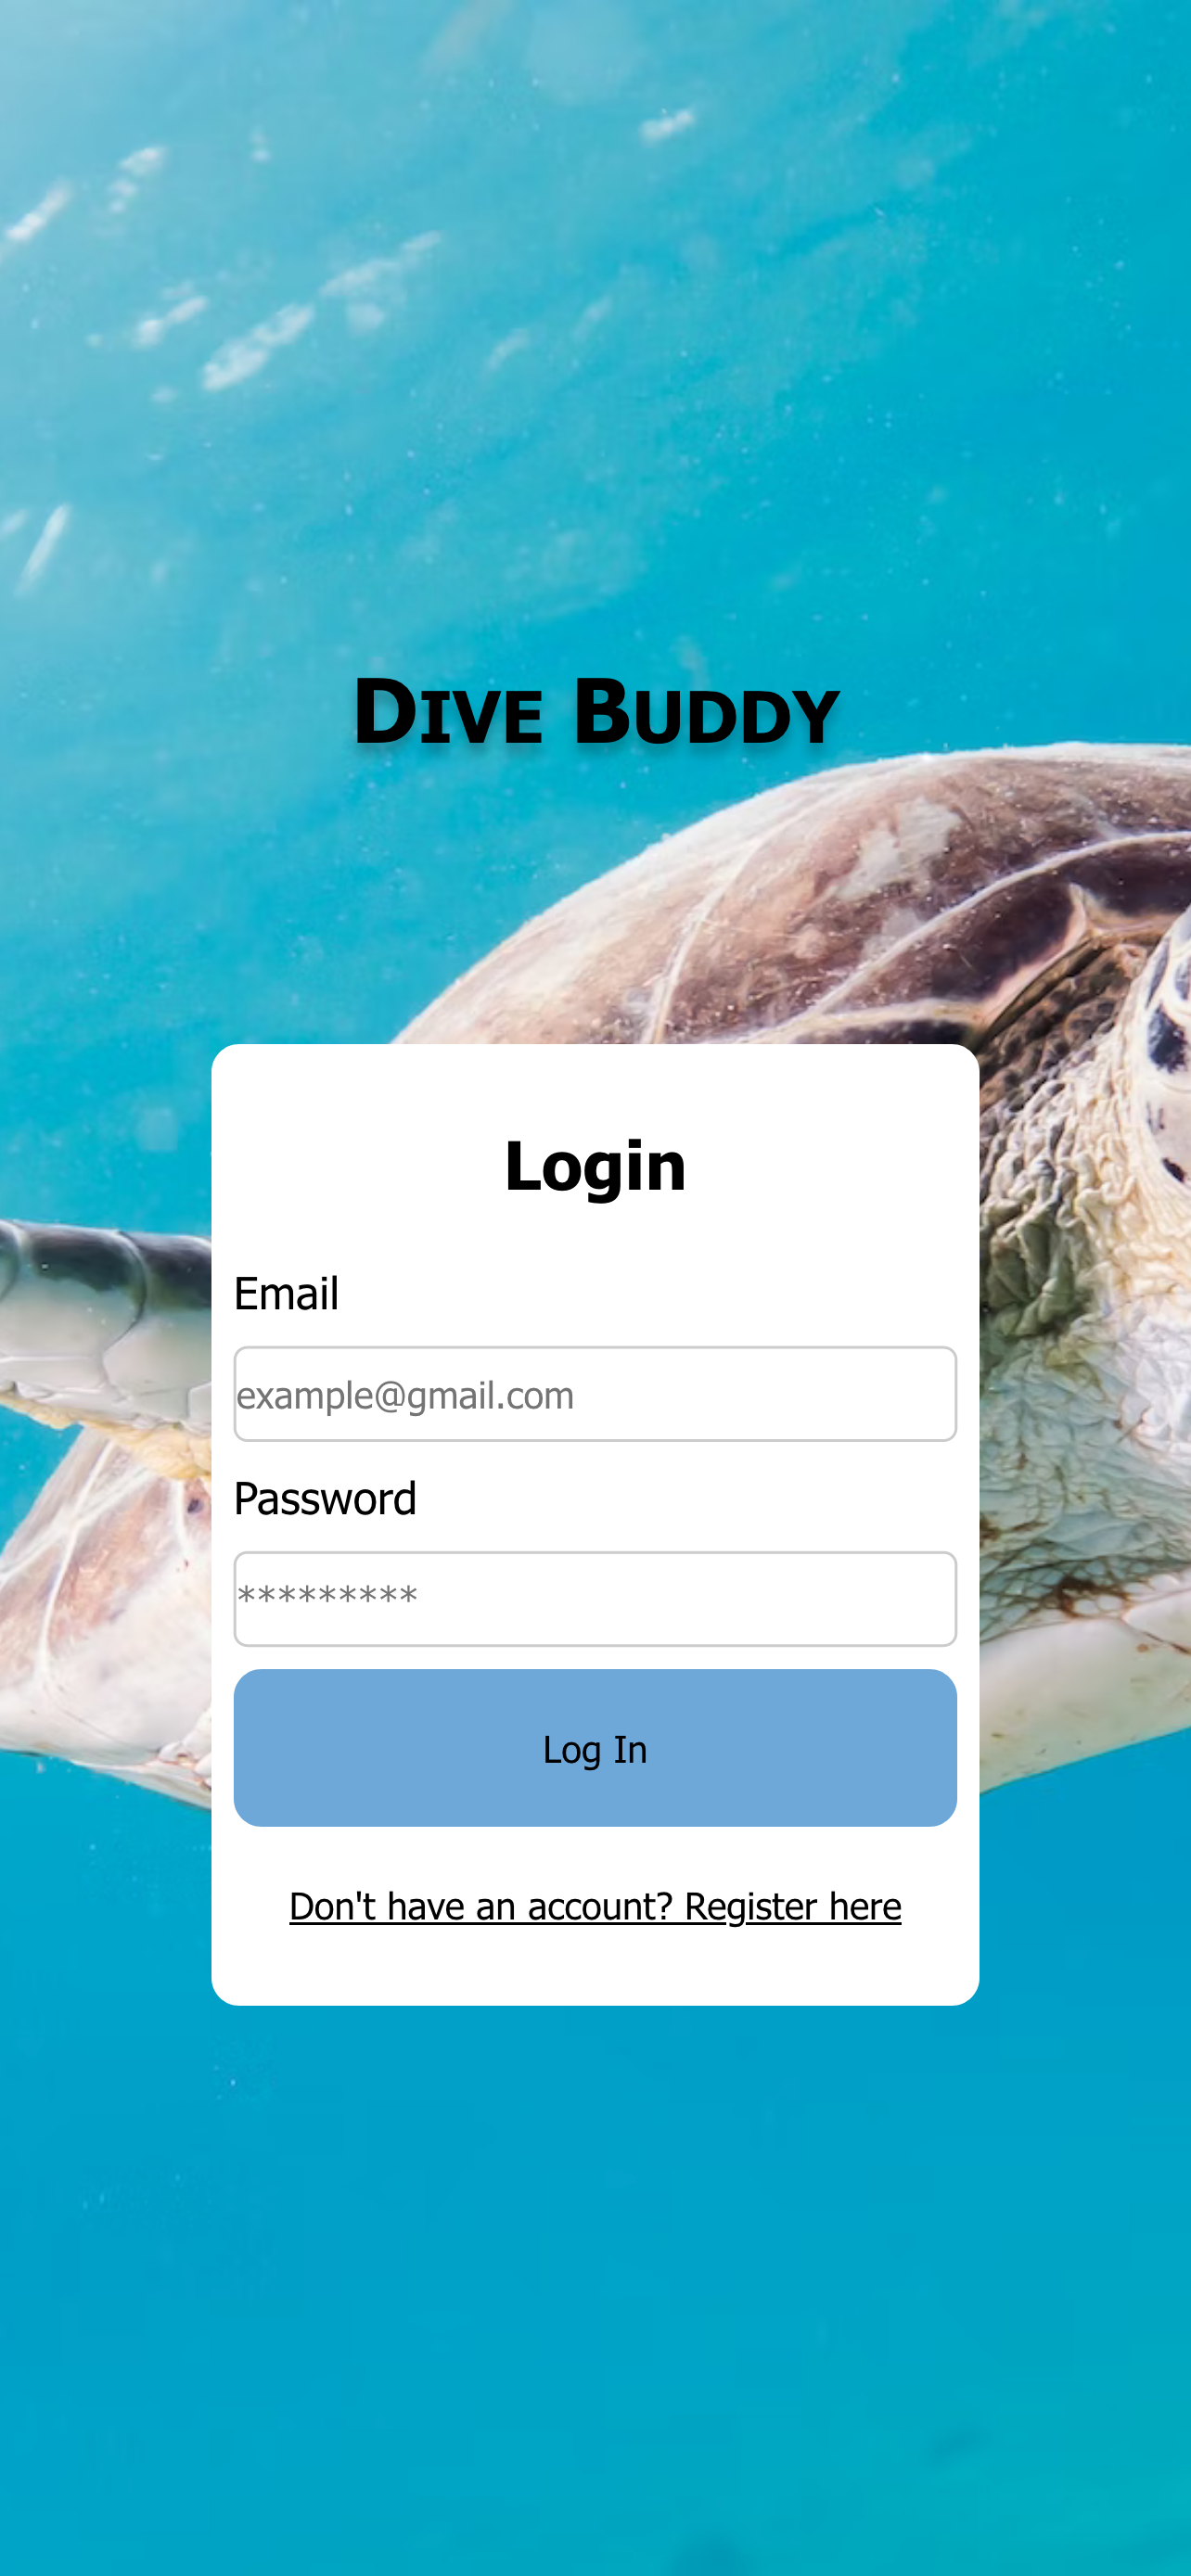 Dive Buddy
Login
Email
example@gmail.com
Password
*********
Log In
Don't have an account? Register here